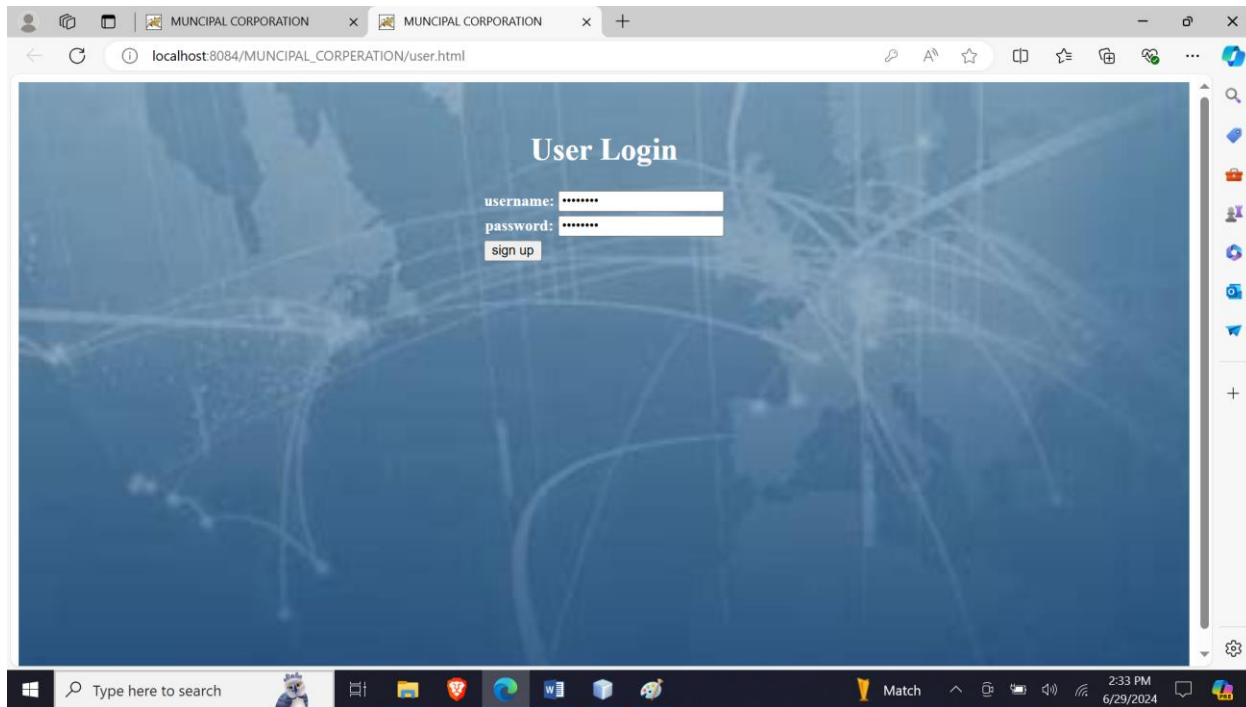 MUNCIPAL CORPORATION
MUNCIPAL CORPORATION
localhost:8084/MUNCIPAL_CORPERATION/user.html
User Login
username: ••••••••
password: ••••••••
sign up
Type here to search
Match
2:33 PM
6/29/2024